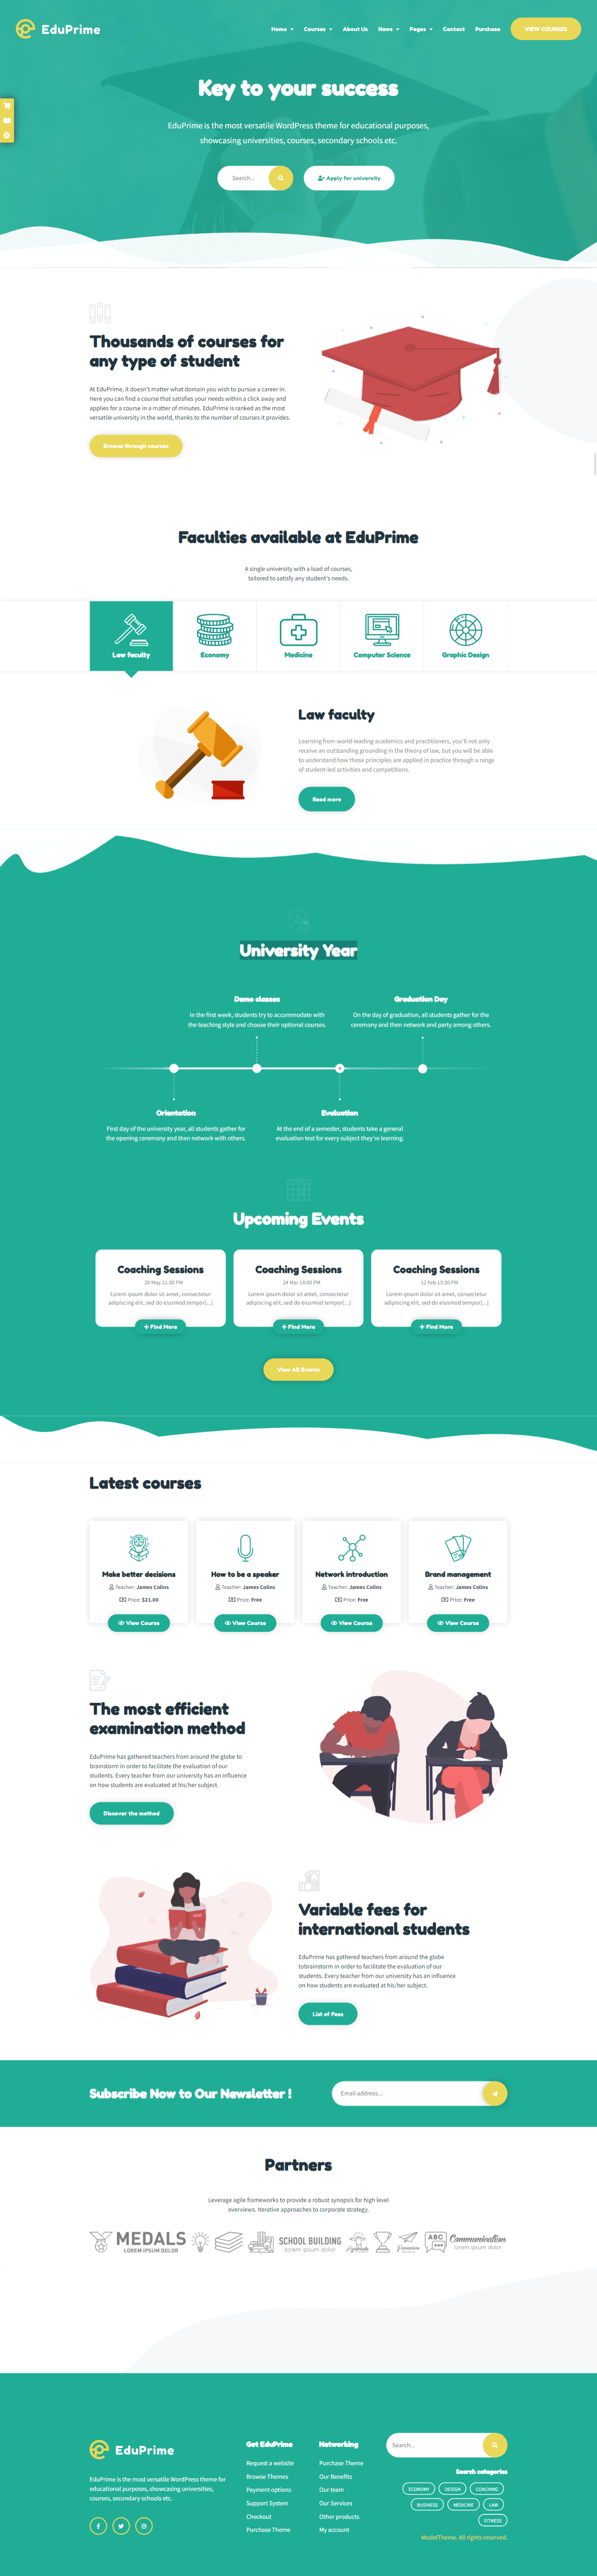 EduPrime
Home
Courses
About Us
News
Pages
Contact
Purchase
VIEW COURSES
Key to your success
EduPrime is the most versatile WordPress theme for educational purposes,
showcasing universities, courses, secondary schools etc.
Search...
Apply for university
Thousands of courses for
any type of student
At EduPrime, it doesn't matter what domain you wish to pursue a career in.
Here you can find a course that satisfies your needs within a click away and
applies for a course in a matter of minutes. EduPrime is ranked as the most
versatile university in the world, thanks to the number of courses it provides.
Browse through courses
Faculties available at EduPrime
A single university with a load of courses,
tailored to satisfy any student's needs.
Law faculty
Economy
Medicine
Computer Science
Graphic Design
Law faculty
Learning from world-leading academics and practitioners, you'll not only
receive an outstanding grounding in the theory of law, but you will be able
to understand how those principles are applied in practice through a range
of student-led activities and competitions.
Read more
University Year
Demo classes
In the first week, students try to accommodate with
the teaching style and choose their optional courses.
Graduation Day
On the day of graduation, all students gather for the
ceremony and then network and party among others.
Orientation
First day of the university year, all students gather for
the opening ceremony and then network with others.
Evaluation
At the end of a semester, students take a general
evaluation test for every subject they're learning.
Upcoming Events
Coaching Sessions
20 May 21:30 PM
Lorem ipsum dolor sit amet, consectetur
adipiscing elit, sed do eiusmod tempor[...]
Find More
Coaching Sessions
24 Mar 18:00 PM
Lorem ipsum dolor sit amet, consectetur
adipiscing elit, sed do eiusmod tempor[...]
Find More
Coaching Sessions
12 Feb 13:30 PM
Lorem ipsum dolor sit amet, consectetur
adipiscing elit, sed do eiusmod tempor[...]
Find More
View All Events
Latest courses
Make better decisions
Teacher: James Colins
Price: $21.00
View Course
How to be a speaker
Teacher: James Colins
Price: Free
View Course
Network introduction
Teacher: James Colins
Price: Free
View Course
Brand management
Teacher: James Colins
Price: Free
View Course
The most efficient
examination method
EduPrime has gathered teachers from around the globe to
brainstorm in order to facilitate the evaluation of our
students. Every teacher from our university has an influence
on how students are evaluated at his/her subject.
Discover the method
Variable fees for
international students
EduPrime has gathered teachers from around the globe
tobrainstorm in order to facilitate the evaluation of our
students. Every teacher from our university has an influence
on how students are evaluated at his/her subject.
List of Fees
Subscribe Now to Our Newsletter !
Email address...
Partners
Leverage agile frameworks to provide a robust synopsis for high level
overviews. Iterative approaches to corporate strategy.
MEDALS
LOREM IPSUM DOLOR
SCHOOL BUILDING
lorem ipsum dolor
ABC
Communication
lorem ipsum dolor
EduPrime
EduPrime is the most versatile WordPress theme for
educational purposes, showcasing universities,
courses, secondary schools etc.
Get EduPrime
Request a website
Browse Themes
Payment options
Support System
Checkout
Purchase Theme
Networking
Purchase Theme
Our Benefits
Our team
Our Services
Other products
My account
Search...
Search categories
ECONOMY
DESIGN
COACHING
BUSINESS
MEDICINE
LAW
FITNESS
ModelTheme. All rights reserved.